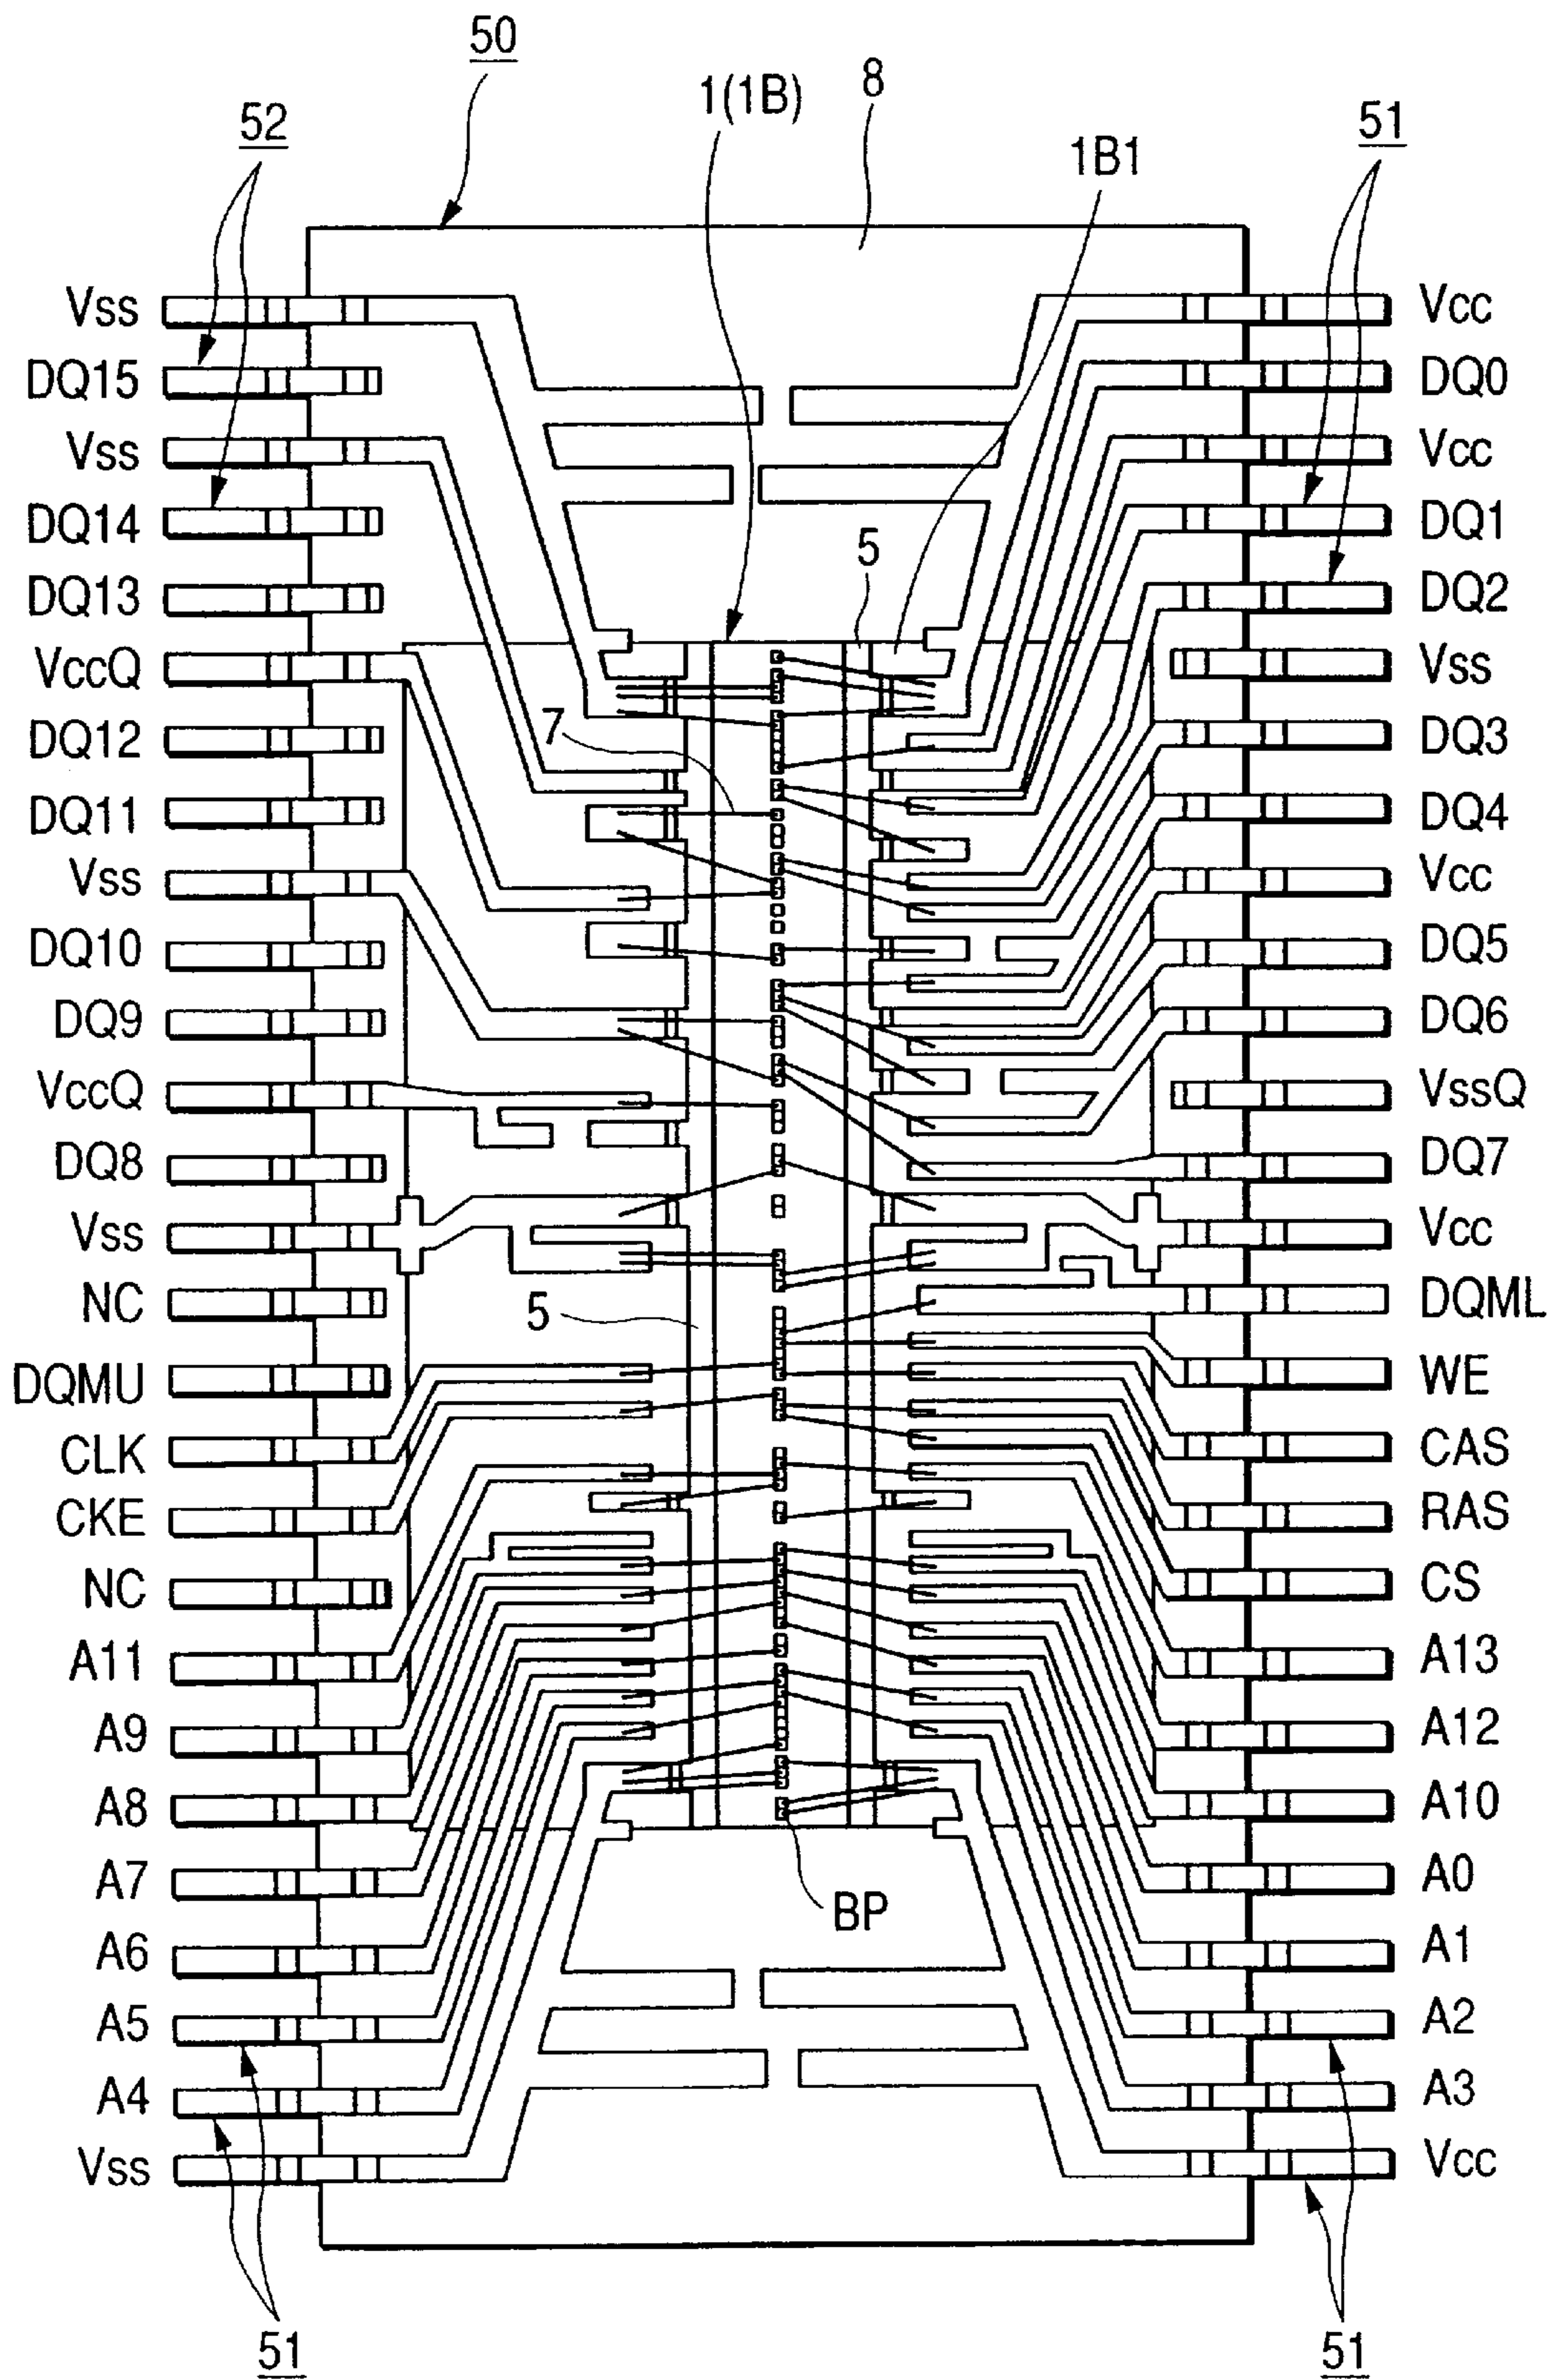 50
1(1B)
8
52
51
1B1
Vss
Vcc
DQ15
DQ0
Vss
Vcc
DQ14
DQ1
5
DQ13
DQ2
VccQ
Vss
7
DQ12
DQ3
DQ11
DQ4
Vss
Vcc
DQ10
DQ5
DQ9
DQ6
VccQ
VssQ
DQ8
DQ7
Vss
Vcc
NC
5
DQML
DQMU
WE
CLK
CAS
CKE
RAS
NC
CS
A11
A13
A9
A12
A8
A10
A7
A0
BP
A6
A1
A5
A2
A4
A3
Vss
Vcc
51
51